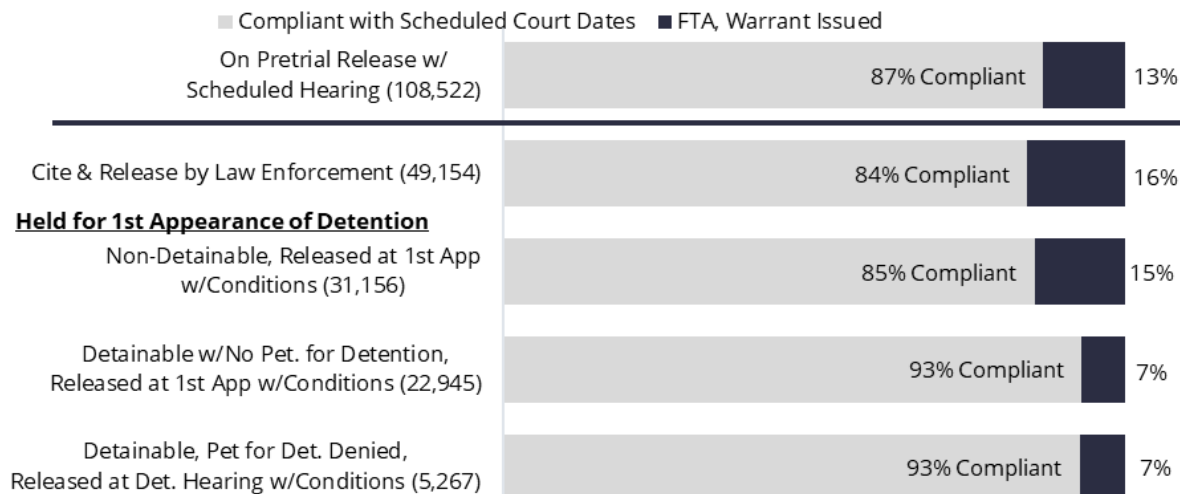 Compliant with Scheduled Court Dates FTA, Warrant Issued
On Pretrial Release w/
Scheduled Hearing (108,522)
87% Compliant 13%
Cite & Release by Law Enforcement (49,154)
84% Compliant 16%
Held for 1st Appearance of Detention
Non-Detainable, Released at 1st App
w/Conditions (31,156)
85% Compliant 15%
Detainable w/No Pet. for Detention,
Released at 1st App w/Conditions (22,945)
93% Compliant 7%
Detainable, Pet for Det. Denied,
Released at Det. Hearing w/Conditions (5,267)
93% Compliant 7%